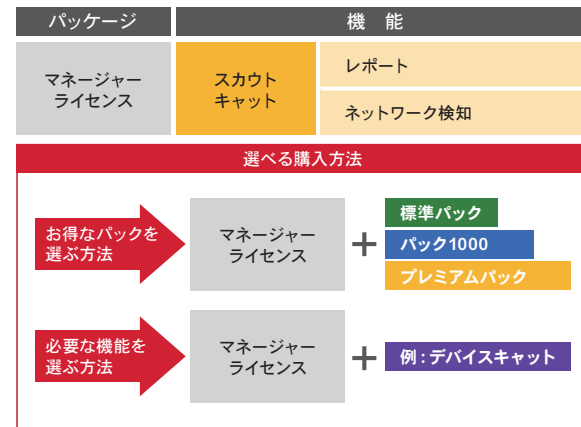 パッケージ
機 能
マネージャー
ライセンス
スカウト
キャット
レポート
ネットワーク検知
選べる購入方法
お得なパックを
選ぶ方法
マネージャー
ライセンス
+
標準パック
パック1000
プレミアムパック
必要な機能を
選ぶ方法
マネージャー
ライセンス
+
例：デバイスキャット